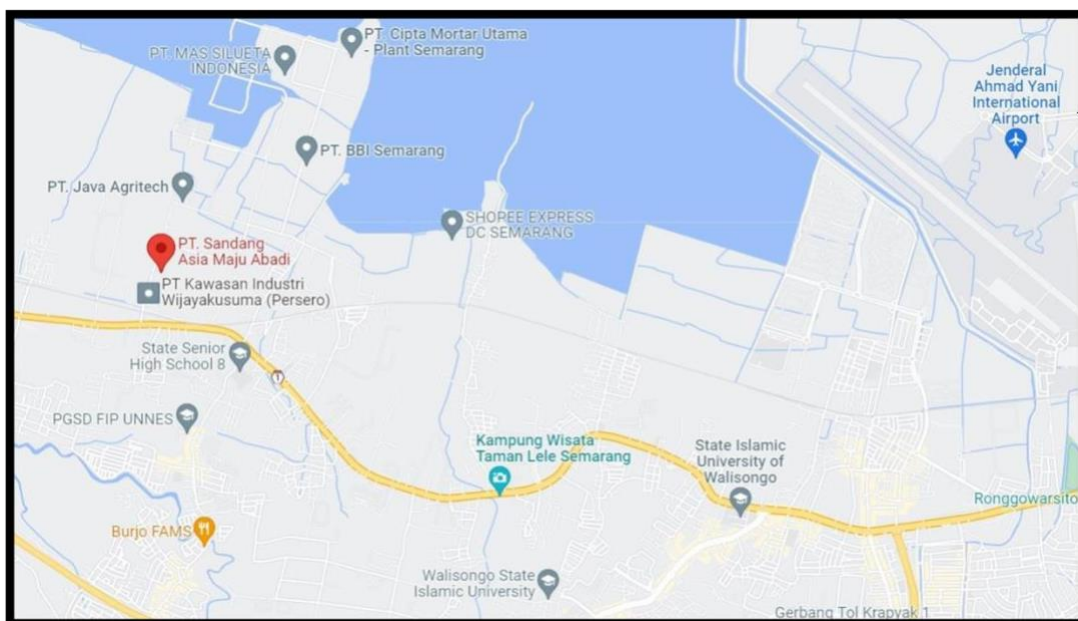 PT. Cipta Mortar Utama
- Plant Semarang
PT. MAS SILUETA
INDONESIA
Jenderal
Ahmad Yani
International
Airport
PT. BBI Semarang
PT. Java Agritech
SHOPEE EXPRESS
DC SEMARANG
PT. Sandang
Asia Maju Abadi
PT Kawasan Industri
Wijayakusuma (Persero)
State Senior
High School 8
1
PGSD FIP UNNES
Kampung Wisata
Taman Lele Semarang
State Islamic
University of
Walisongo
Ronggowarsito
Burjo FAMS
Walisongo State
Islamic University
Gerbang Tol Krapyak 1